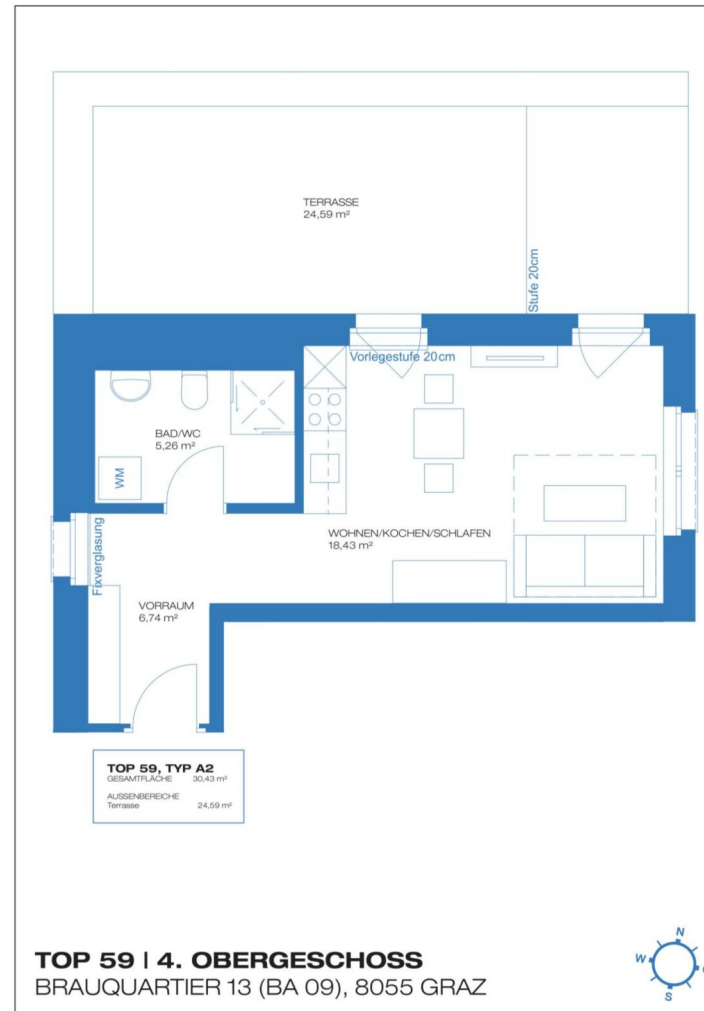 TERRASSE
24,59 m²
Stufe 20cm
Vorlegestufe 20cm
BAD/WC
5,26 m²
WM
Fixverglasung
WOHNEN/KOCHEN/SCHLAFEN
18,43 m²
VORRAUM
6,74 m²
TOP 59, TYP A2
GESAMTFLÄCHE 30,43 m²
AUSSENBEREICHE
Terrasse 24,59 m²
TOP 59 | 4. OBERGESCHOSS
BRAUQUARTIER 13 (BA 09), 8055 GRAZ
N
W
S